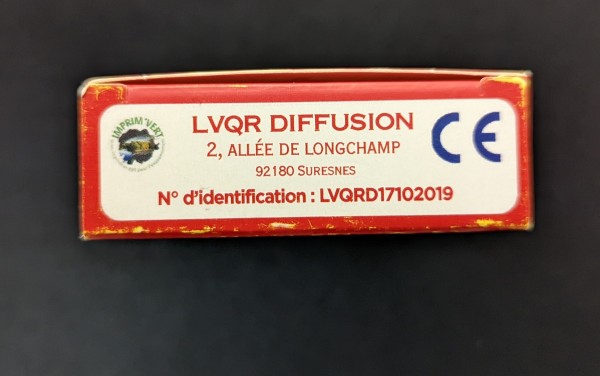 IMPRIM'VERT
LVQR DIFFUSION
2, ALLÉE DE LONGCHAMP
92180 SURESNES
N° d'identification : LVQRD17102019
CE